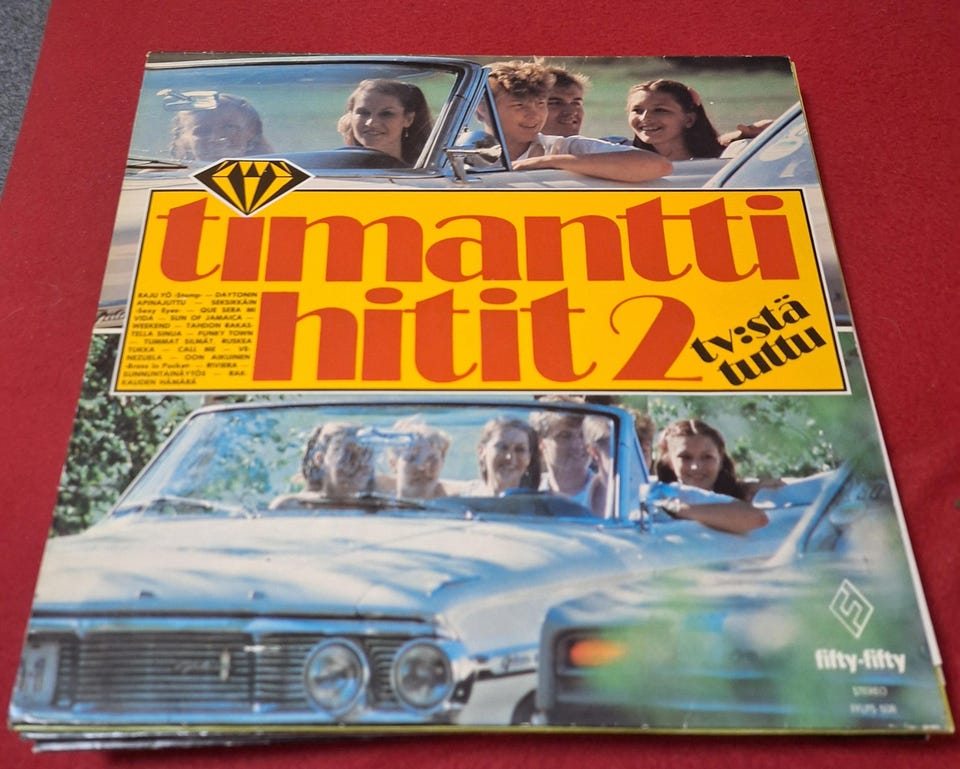 timantti
hitit 2
tv:stä
tuttu
RAJU YÖ -Stomp- — DAYTONIN
APINAJUTTU — SEKSIKKÄIN
-Sexy Eyes- — QUE SERA MI
VIDA — SUN OF JAMAICA —
WEEKEND — TAHDON RAKAS-
TELLA SINUA — FUNKY TOWN
— TUMMAT SILMÄT, RUSKEA
TUKKA — CALL ME — VE-
NEZUELA — OON AIKUINEN
-Brass in Pocket- — RIVIERA —
SUNNUNTAINÄYTÖS — RAK-
KAUDEN HÄMÄRÄ
fifty-fifty
STEREO